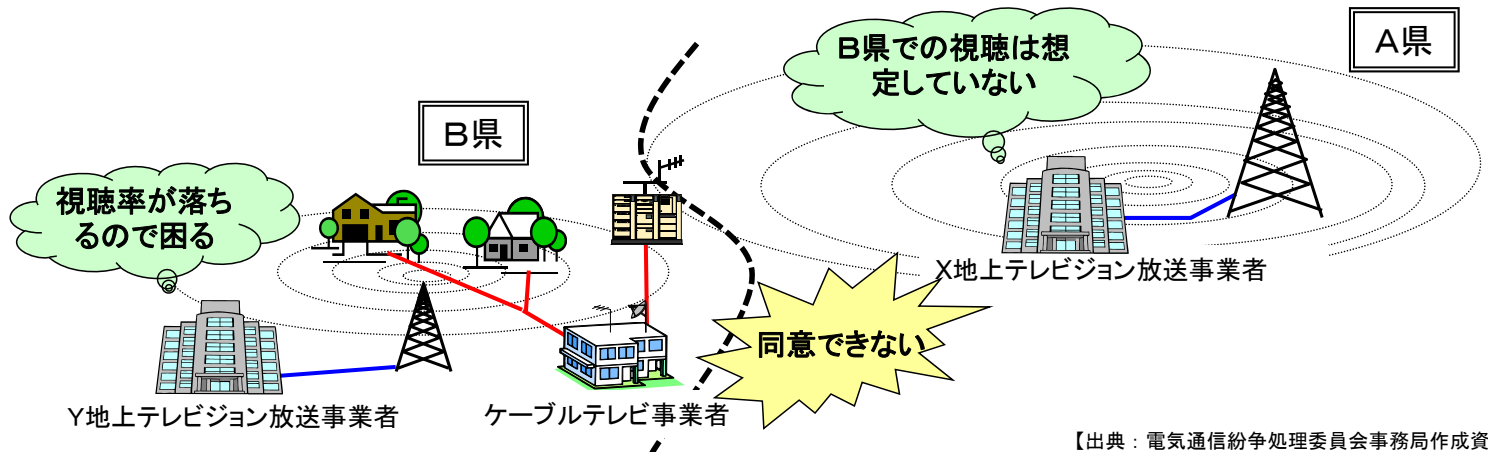 B県での視聴は想
定していない
A県
B県
視聴率が落ち
るので困る
X地上テレビジョン放送事業者
同意できない
Y地上テレビジョン放送事業者
ケーブルテレビ事業者
【出典：電気通信紛争処理委員会事務局作成資